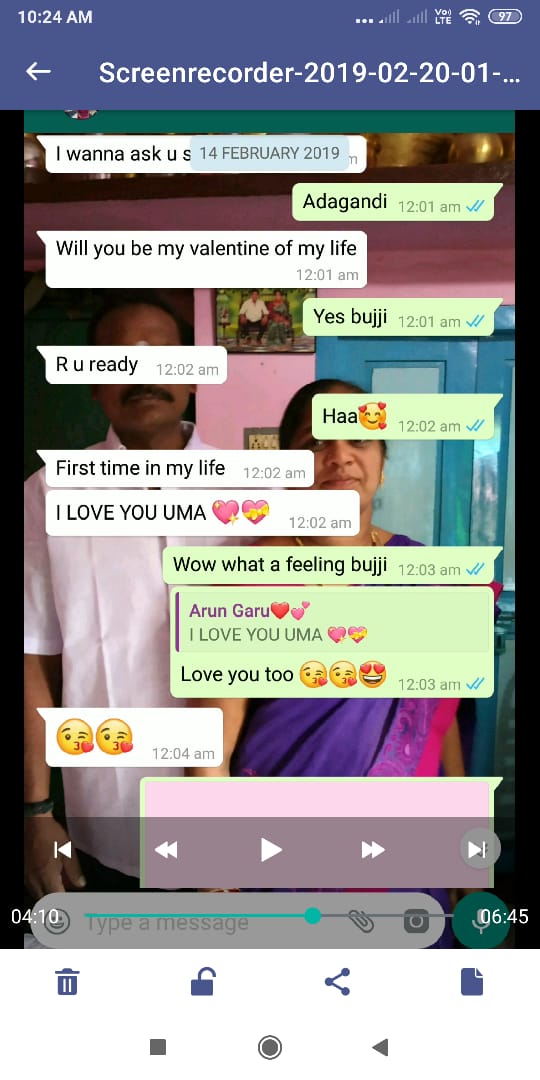 10:24 AM
Vo)) LTE
97
Screenrecorder-2019-02-20-01-...
I wanna ask u s
14 FEBRUARY 2019
Adagandi 12:01 am
Will you be my valentine of my life
12:01 am
Yes bujji 12:01 am
R u ready 12:02 am
Haa🥰 12:02 am
First time in my life 12:02 am
I LOVE YOU UMA 💖💝 12:02 am
Wow what a feeling bujji 12:03 am
Arun Garu❤️💕
I LOVE YOU UMA 💖💝
Love you too 😘😘😍 12:03 am
😘😘 12:04 am
04:10
Type a message
06:45